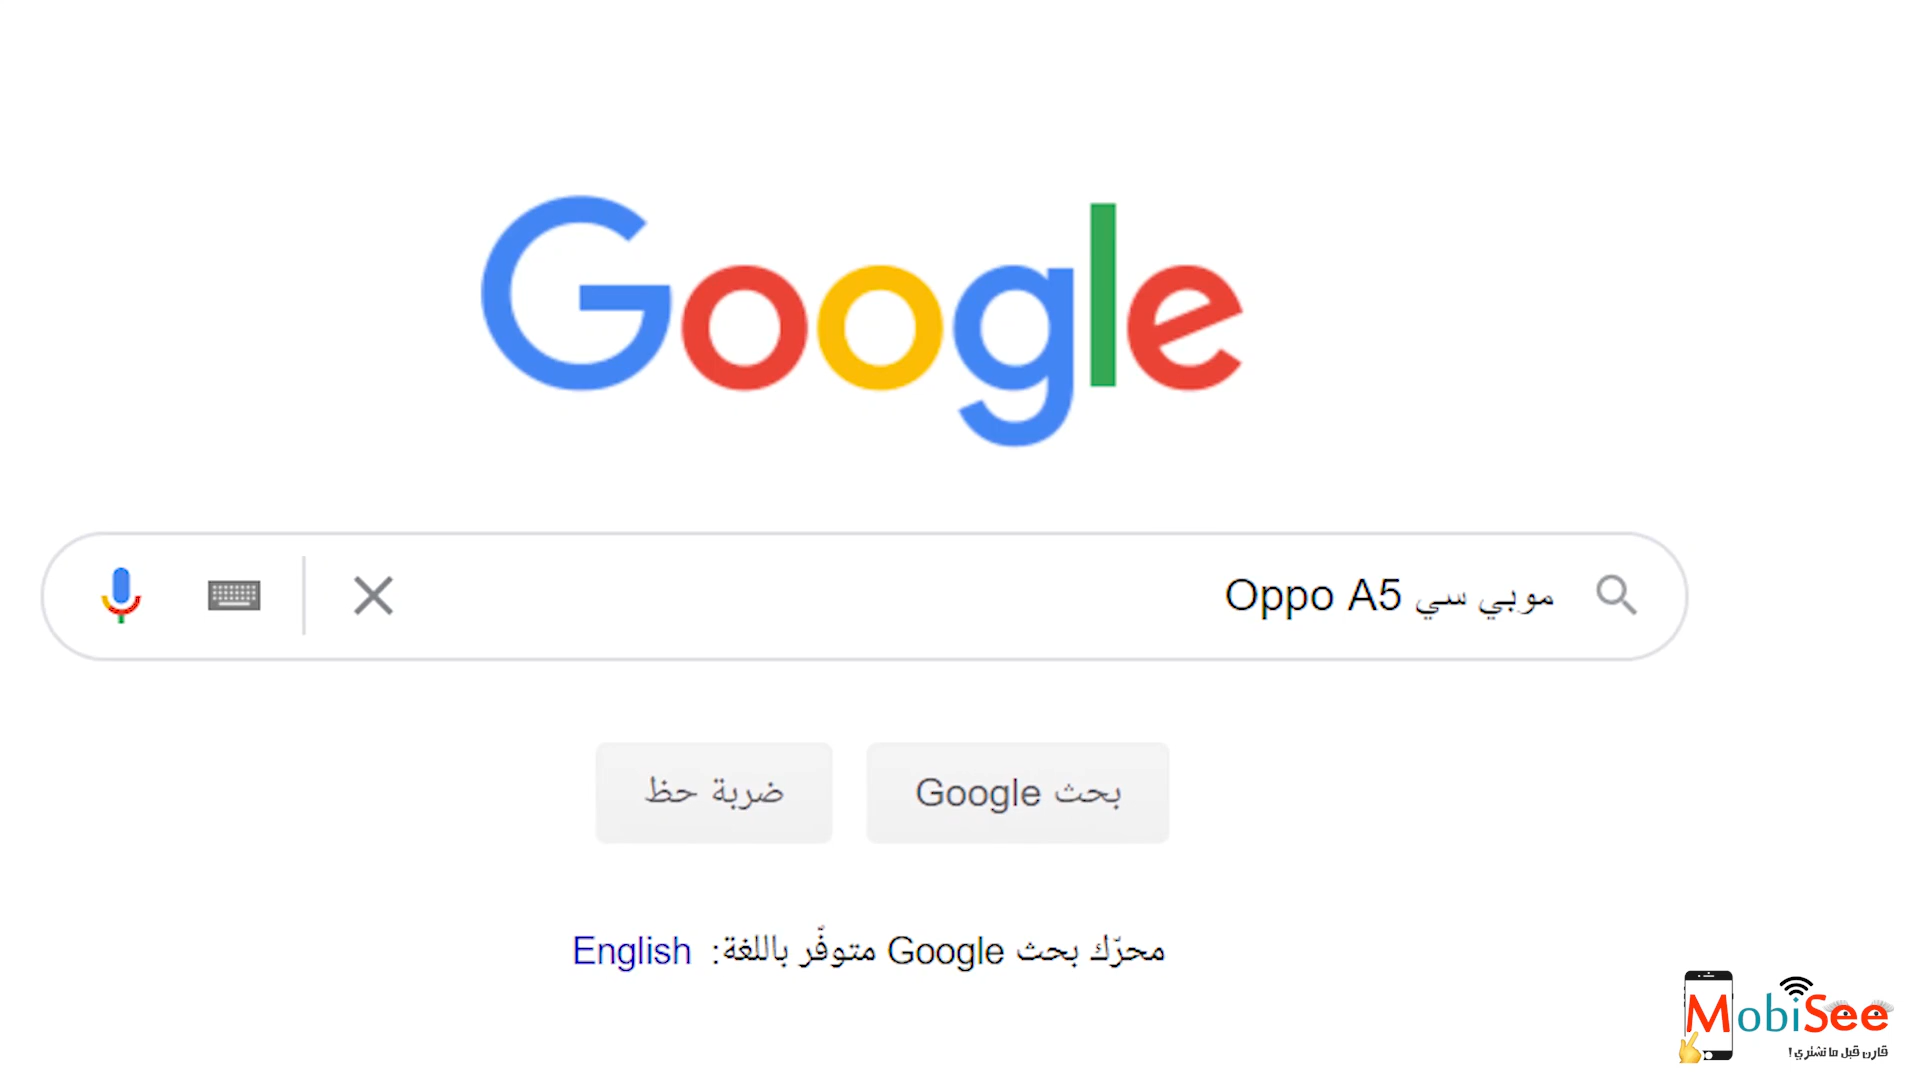 Google
موبي سي Oppo A5
بحث Google
ضربة حظ
محرّك بحث Google متوفّر باللغة: English
MobiSee
قارن قبل ما تشتري !